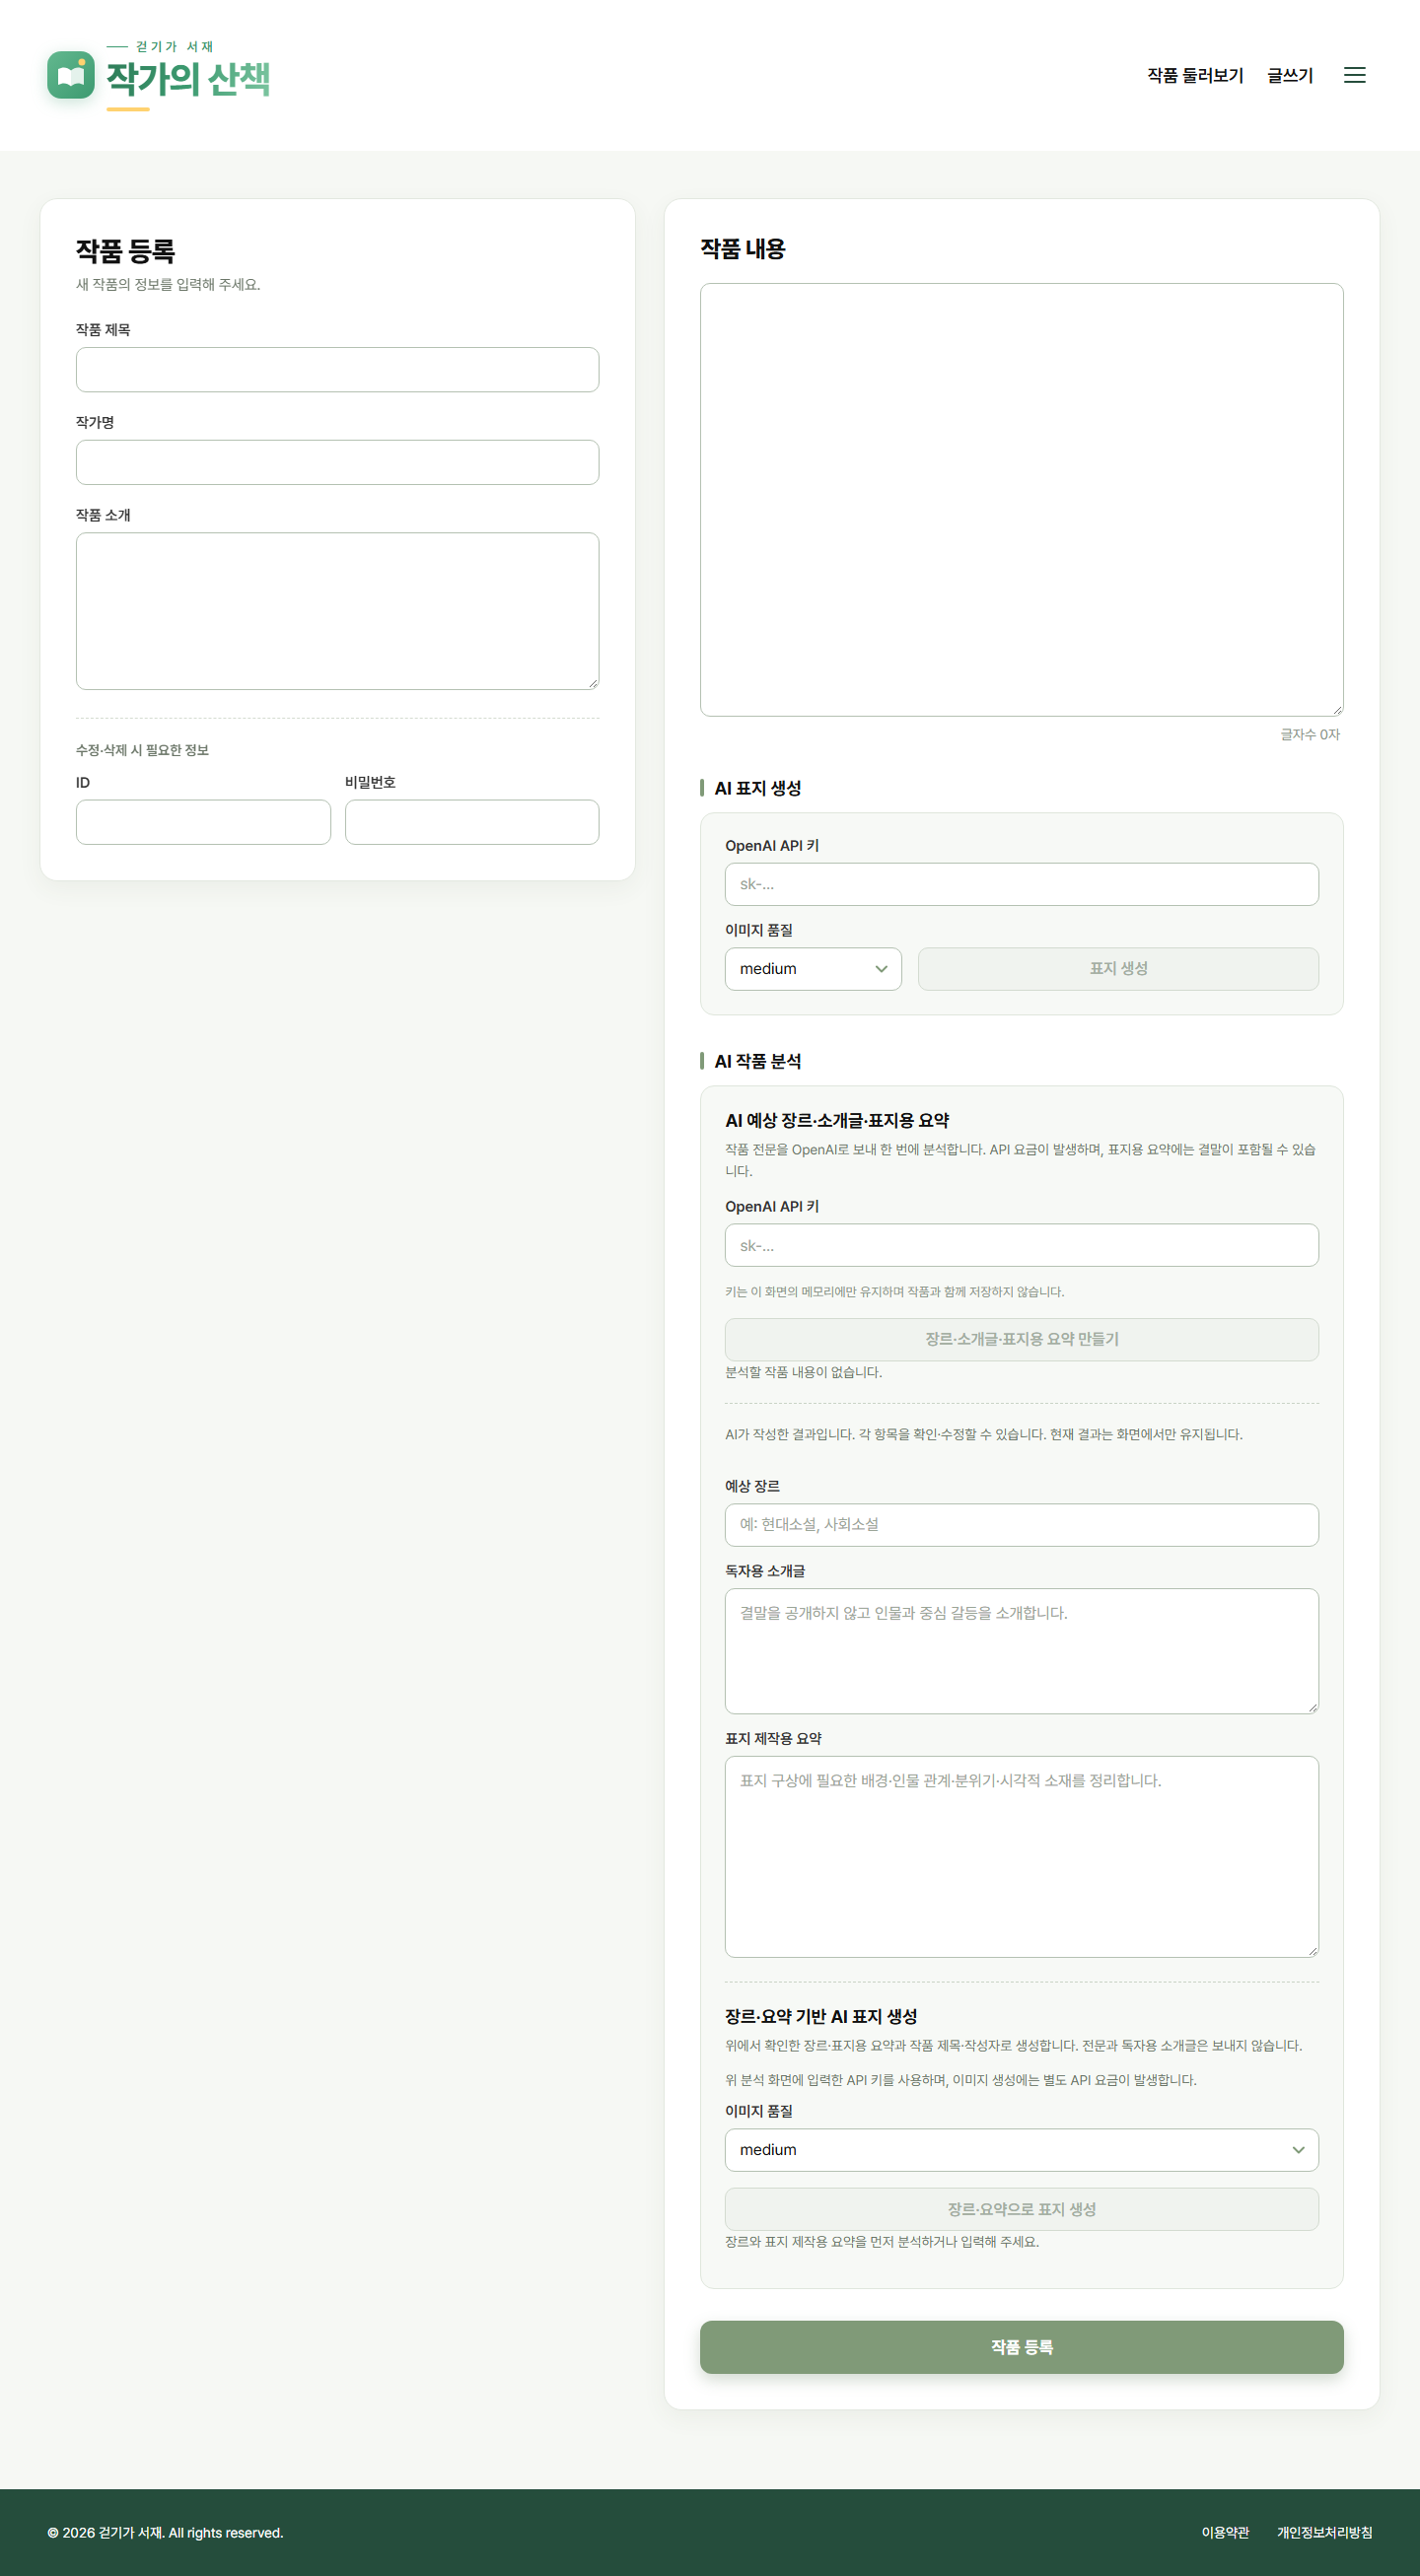 걷기가 서재
작가의 산책
작품 둘러보기
글쓰기
작품 등록
새 작품의 정보를 입력해 주세요.
작품 제목
작가명
작품 소개
수정·삭제 시 필요한 정보
ID
비밀번호
작품 내용
글자수 0자
AI 표지 생성
OpenAI API 키
sk-...
이미지 품질
medium
표지 생성
AI 작품 분석
AI 예상 장르·소개글·표지용 요약
작품 전문을 OpenAI로 보내 한 번에 분석합니다. API 요금이 발생하며, 표지용 요약에는 결말이 포함될 수 있습
니다.
OpenAI API 키
sk-...
키는 이 화면의 메모리에만 유지하며 작품과 함께 저장하지 않습니다.
장르·소개글·표지용 요약 만들기
분석할 작품 내용이 없습니다.
AI가 작성한 결과입니다. 각 항목을 확인·수정할 수 있습니다. 현재 결과는 화면에서만 유지됩니다.
예상 장르
예: 현대소설, 사회소설
독자용 소개글
결말을 공개하지 않고 인물과 중심 갈등을 소개합니다.
표지 제작용 요약
표지 구상에 필요한 배경·인물 관계·분위기·시각적 소재를 정리합니다.
장르·요약 기반 AI 표지 생성
위에서 확인한 장르·표지용 요약과 작품 제목·작성자로 생성합니다. 전문과 독자용 소개글은 보내지 않습니다.
위 분석 화면에 입력한 API 키를 사용하며, 이미지 생성에는 별도 API 요금이 발생합니다.
이미지 품질
medium
장르·요약으로 표지 생성
장르와 표지 제작용 요약을 먼저 분석하거나 입력해 주세요.
작품 등록
© 2026 걷기가 서재. All rights reserved.
이용약관
개인정보처리방침